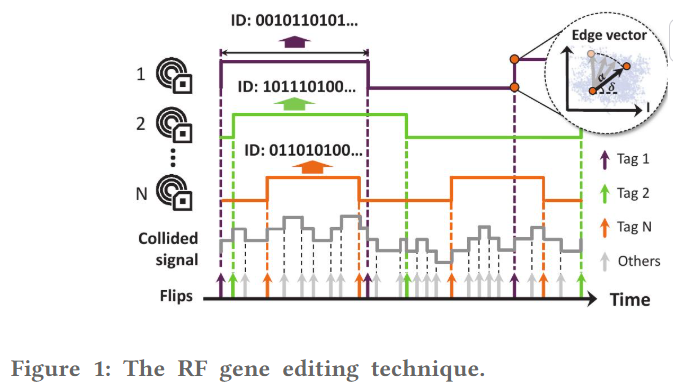 ID: 0010110101...
Edge vector
α
δ
I
1
ID: 101110100...
2
ID: 011010100...
N
Tag 1
Tag 2
Tag N
Others
Collided
signal
Flips
Time
Figure 1: The RF gene editing technique.